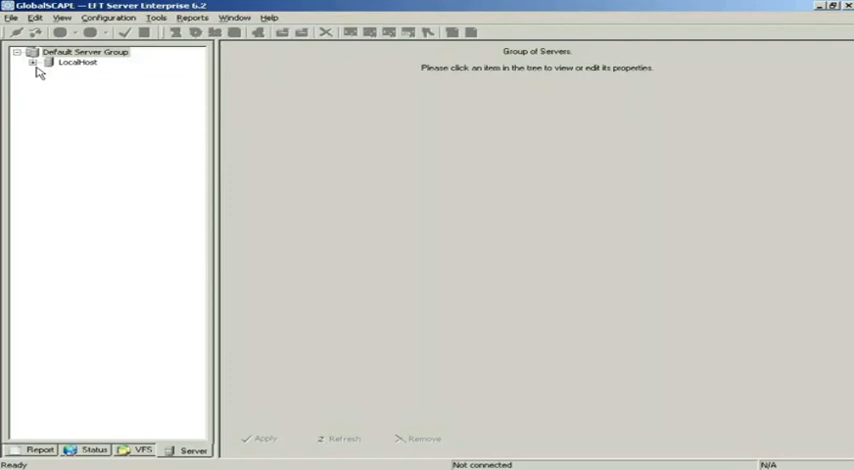 GlobalSCAPE — EFT Server Enterprise 6.2
File Edit View Configuration Tools Reports Window Help
Default Server Group
LocalHost
Group of Servers.
Please click an item in the tree to view or edit its properties.
Apply Refresh Remove
Report Status VFS Server
Ready Not connected N/A